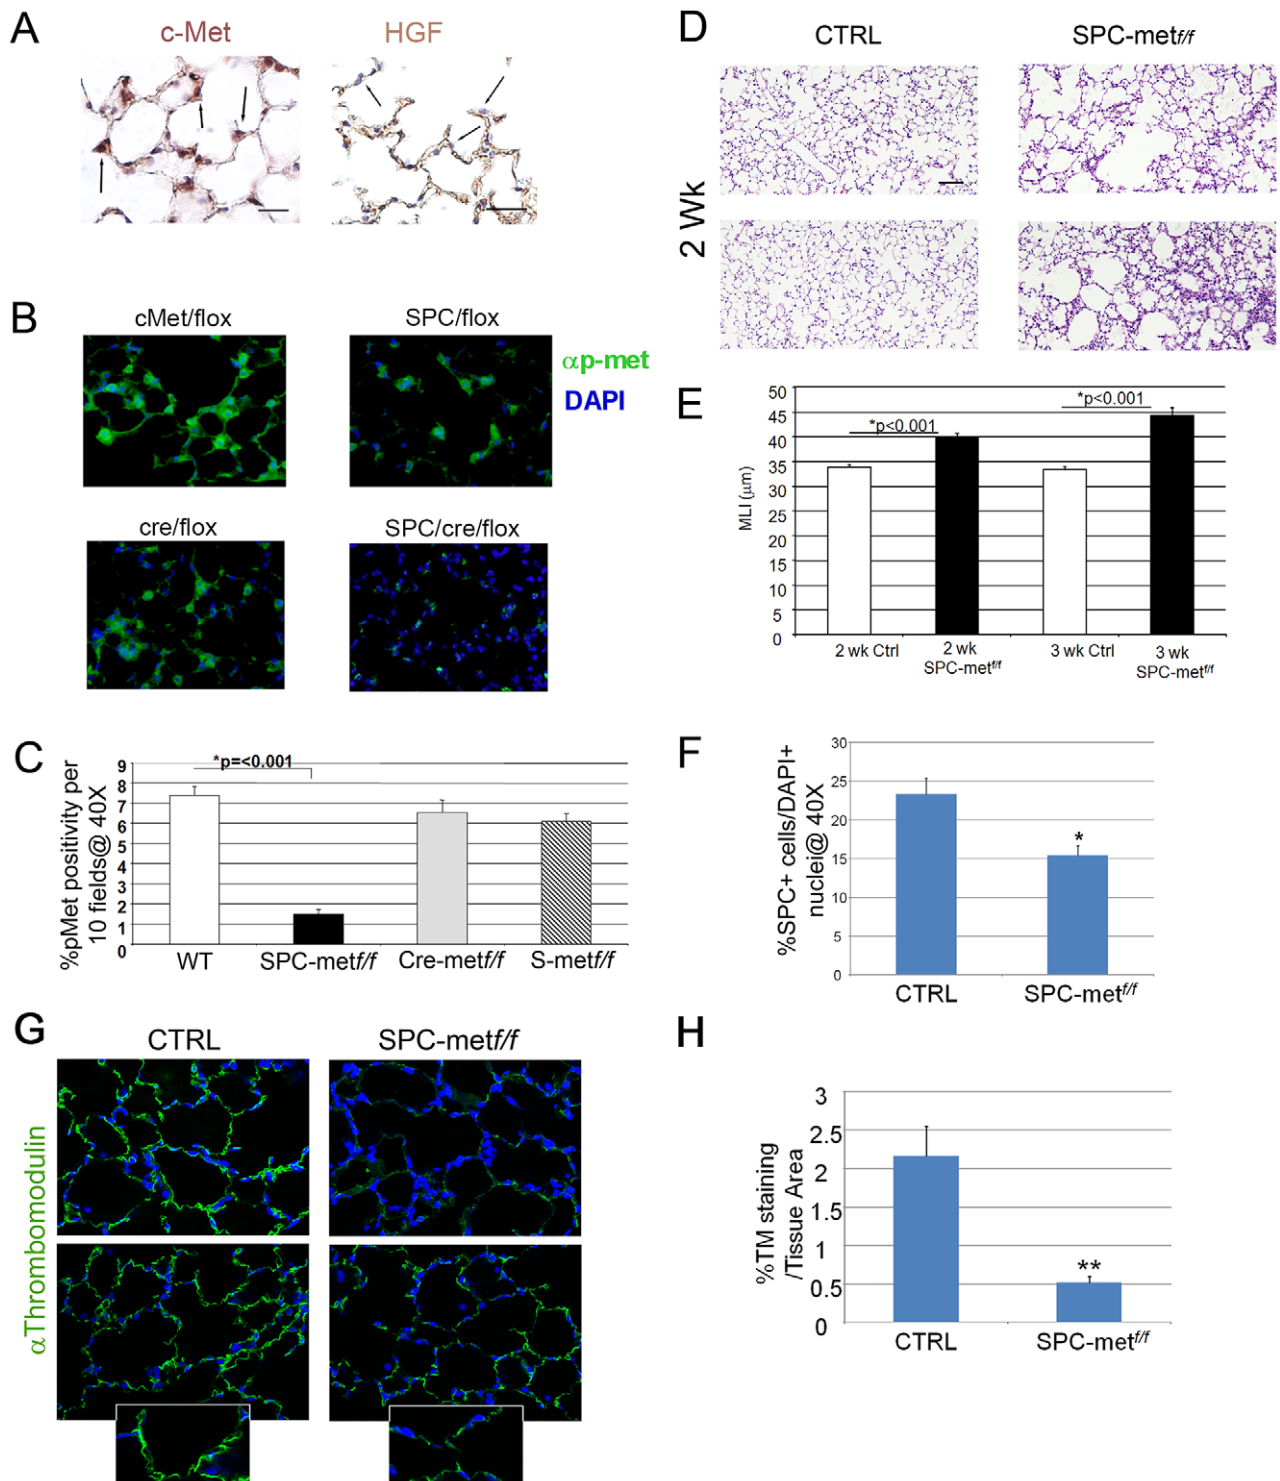 A
c-Met
HGF
B
cMet/flox
SPC/flox
αp-met
DAPI
cre/flox
SPC/cre/flox
C
%pMet positivity per
10 fields@ 40X
*p=<0.001
9
8
7
6
5
4
3
2
1
0
WT
SPC-metf/f
Cre-metf/f
S-metf/f
D
CTRL
SPC-metf/f
2 Wk
E
MLI (µm)
50
45
40
35
30
25
20
15
10
5
0
*p<0.001
*p<0.001
2 wk Ctrl
2 wk
SPC-metf/f
3 wk Ctrl
3 wk
SPC-metf/f
F
%SPC+ cells/DAPI+
nuclei@ 40X
30
25
20
15
10
5
0
*
CTRL
SPC-metf/f
G
CTRL
SPC-metf/f
αThrombomodulin
H
%TM staining
/Tissue Area
3
2.5
2
1.5
1
0.5
0
**
CTRL
SPC-metf/f